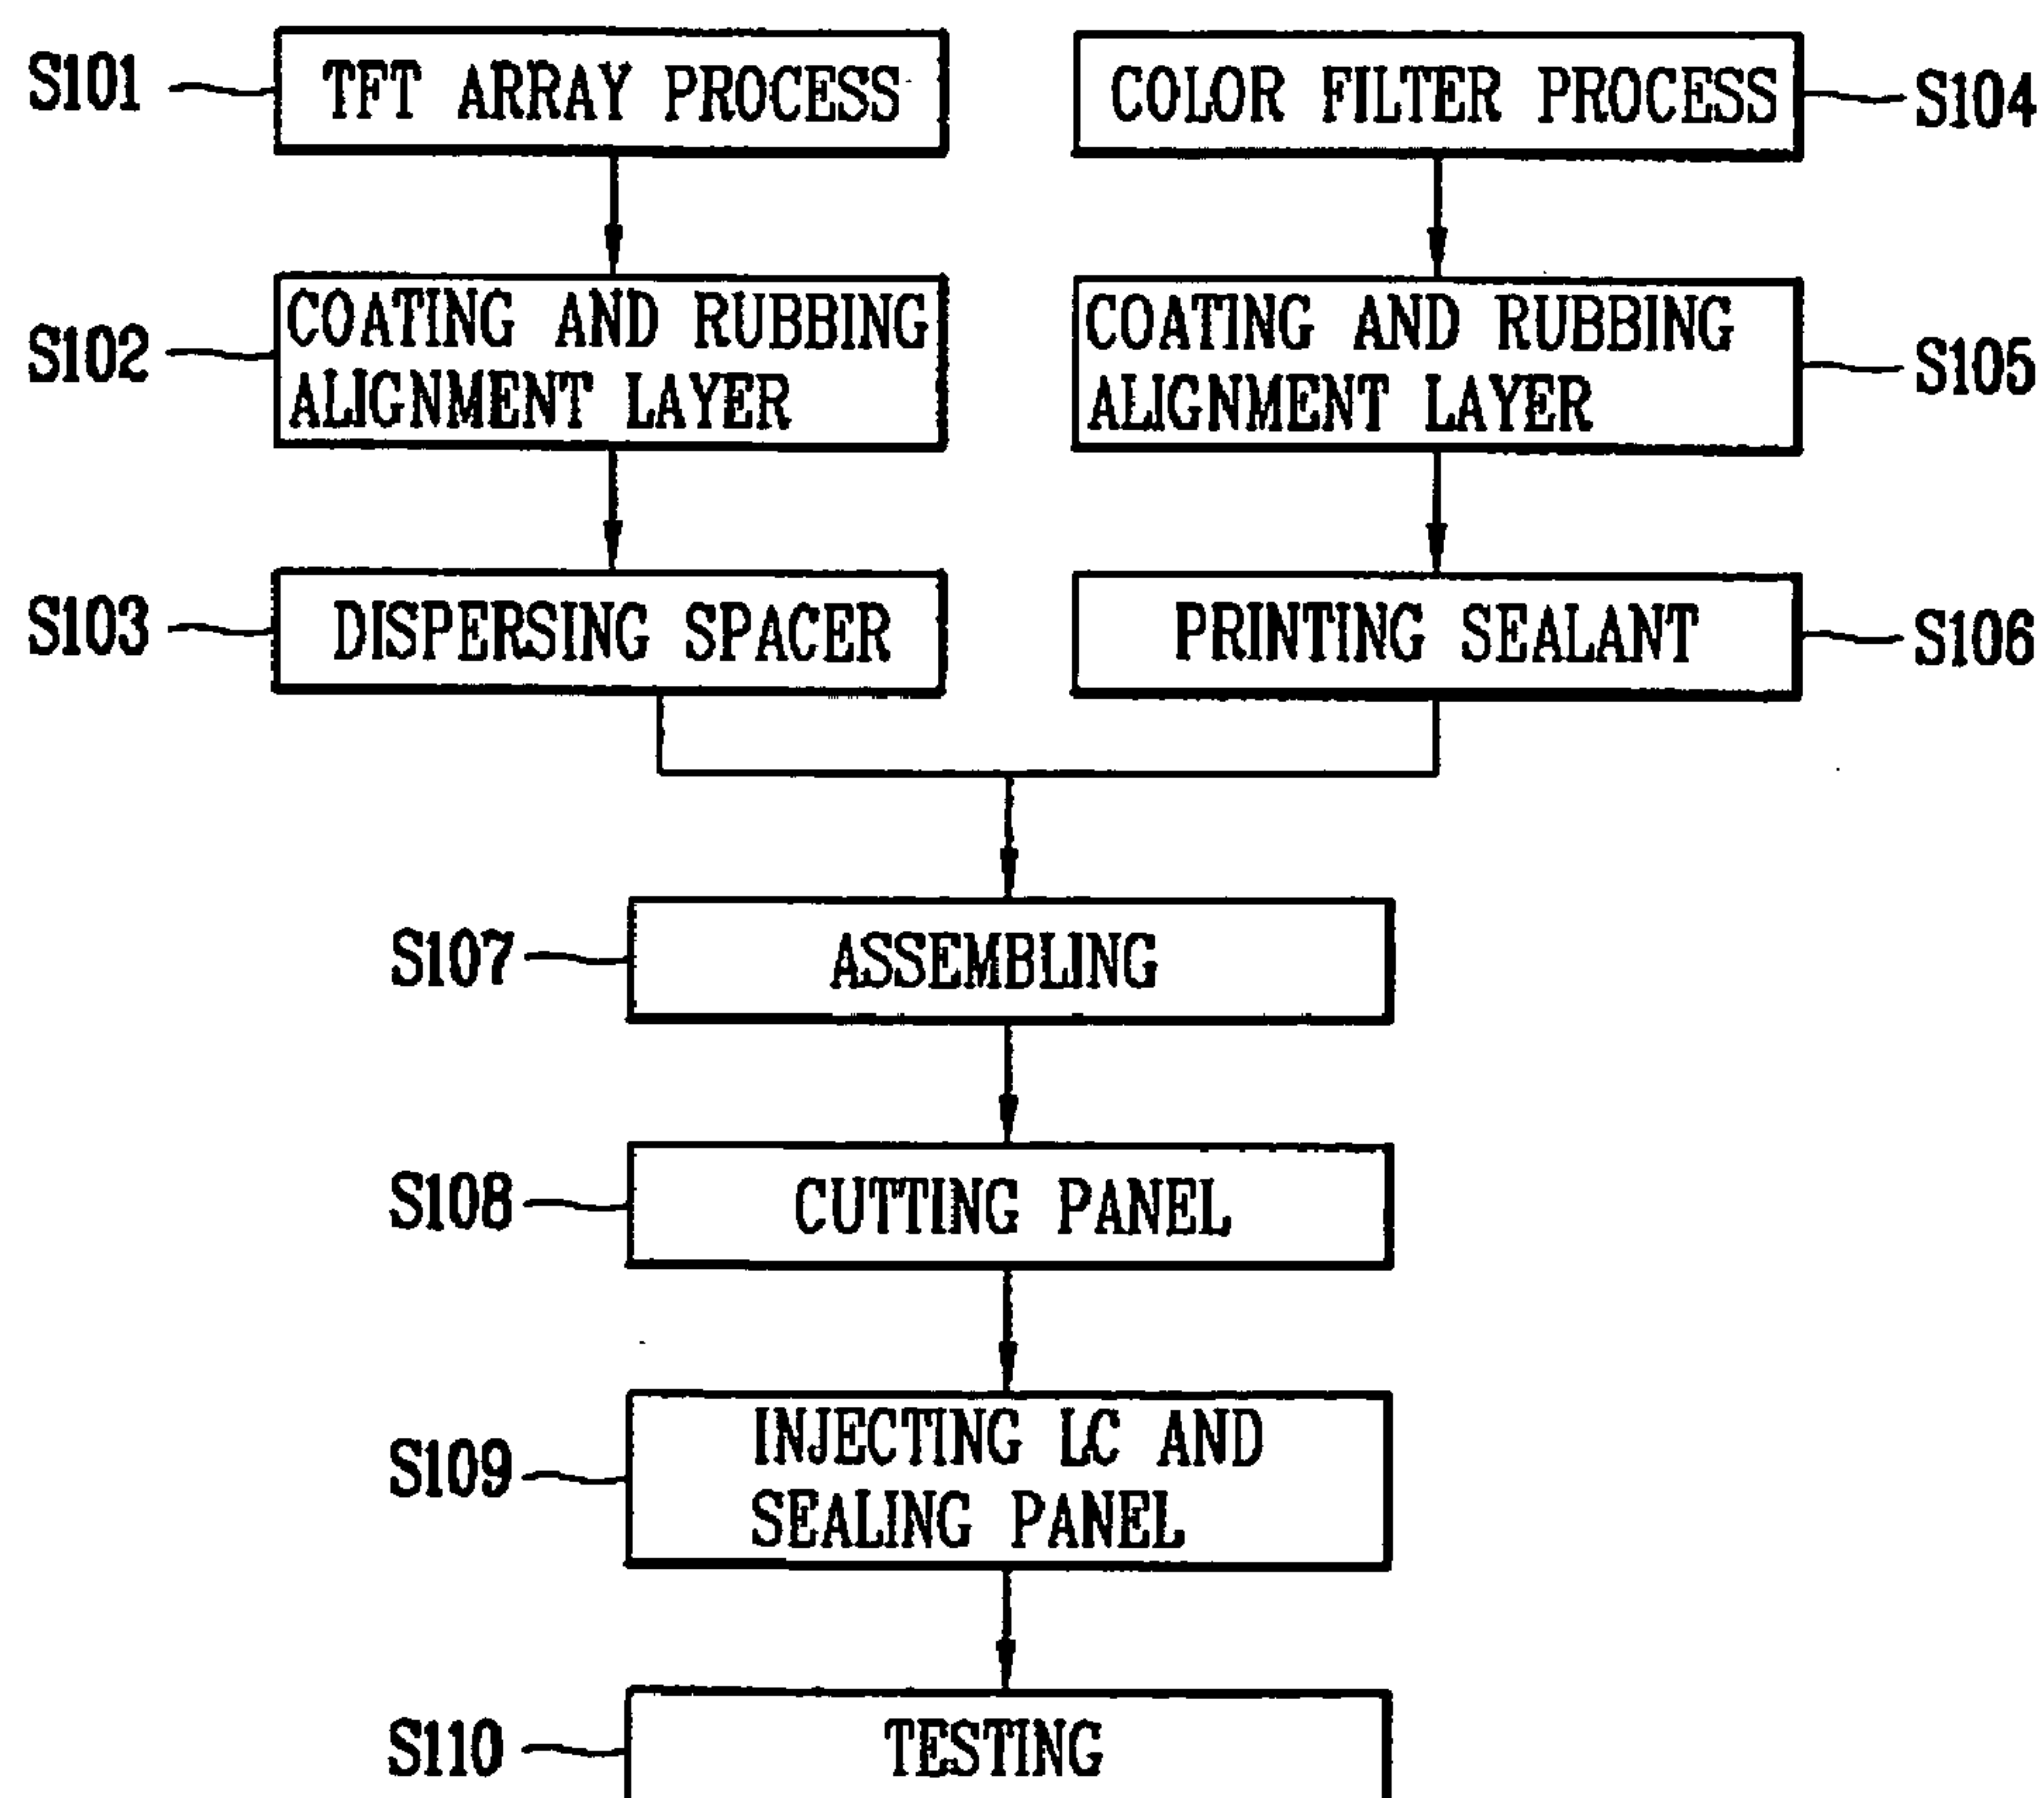 S101
TFT ARRAY PROCESS
COLOR FILTER PROCESS
S104
S102
COATING AND RUBBING
ALIGNMENT LAYER
COATING AND RUBBING
ALIGNMENT LAYER
S105
S103
DISPERSING SPACER
PRINTING SEALANT
S106
S107
ASSEMBLING
S108
CUTTING PANEL
S109
INJECTING LC AND
SEALING PANEL
S110
TESTING